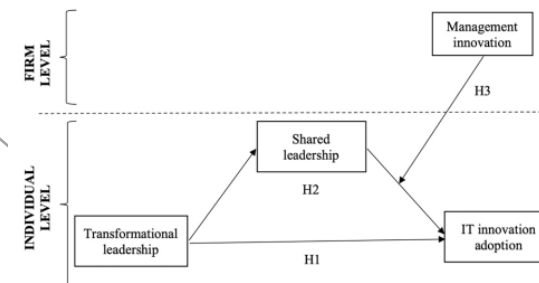 Management
innovation
FIRM
LEVEL
H3
Shared
leadership
H2
INDIVIDUAL
LEVEL
Transformational
leadership
IT innovation
adoption
H1